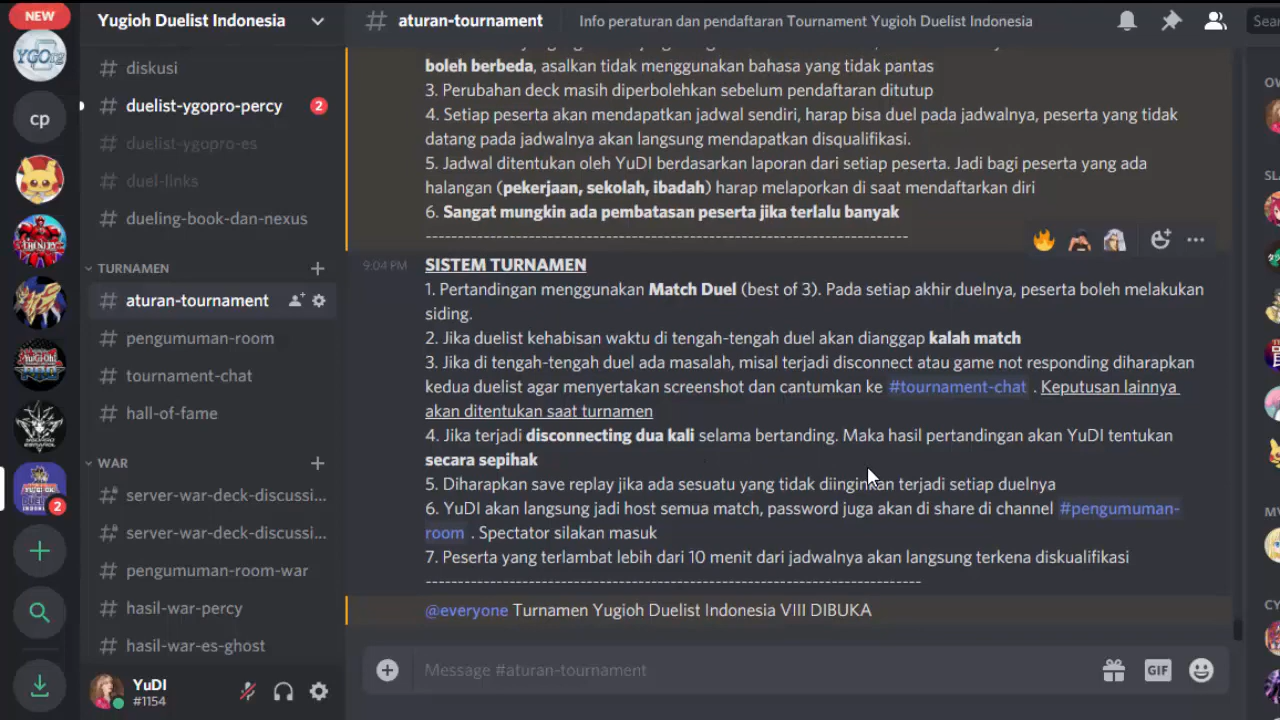 NEW
Yugioh Duelist Indonesia
aturan-tournament
Info peraturan dan pendaftaran Tournament Yugioh Duelist Indonesia
Sear
YGOrg
cp
TRINITY
diskusi
duelist-ygopro-percy
2
duelist-ygopro-es
duel-links
dueling-book-dan-nexus
TURNAMEN
aturan-tournament
pengumuman-room
tournament-chat
hall-of-fame
WAR
server-war-deck-discussi...
server-war-deck-discussi...
pengumuman-room-war
hasil-war-percy
hasil-war-es-ghost
2
YuDI
#1154
boleh berbeda, asalkan tidak menggunakan bahasa yang tidak pantas
3. Perubahan deck masih diperbolehkan sebelum pendaftaran ditutup
4. Setiap peserta akan mendapatkan jadwal sendiri, harap bisa duel pada jadwalnya, peserta yang tidak
datang pada jadwalnya akan langsung mendapatkan disqualifikasi.
5. Jadwal ditentukan oleh YuDI berdasarkan laporan dari setiap peserta. Jadi bagi peserta yang ada
halangan (pekerjaan, sekolah, ibadah) harap melaporkan di saat mendaftarkan diri
6. Sangat mungkin ada pembatasan peserta jika terlalu banyak
--------------------------------------------------------------------------
9:04 PM
SISTEM TURNAMEN
1. Pertandingan menggunakan Match Duel (best of 3). Pada setiap akhir duelnya, peserta boleh melakukan
siding.
2. Jika duelist kehabisan waktu di tengah-tengah duel akan dianggap kalah match
3. Jika di tengah-tengah duel ada masalah, misal terjadi disconnect atau game not responding diharapkan
kedua duelist agar menyertakan screenshot dan cantumkan ke #tournament-chat . Keputusan lainnya
akan ditentukan saat turnamen
4. Jika terjadi disconnecting dua kali selama bertanding. Maka hasil pertandingan akan YuDI tentukan
secara sepihak
5. Diharapkan save replay jika ada sesuatu yang tidak diinginkan terjadi setiap duelnya
6. YuDI akan langsung jadi host semua match, password juga akan di share di channel #pengumuman-
room . Spectator silakan masuk
7. Peserta yang terlambat lebih dari 10 menit dari jadwalnya akan langsung terkena diskualifikasi
----------------------------------------------------------------------------
@everyone Turnamen Yugioh Duelist Indonesia VIII DIBUKA
Message #aturan-tournament
GIF
OW
SLA
MY
CY